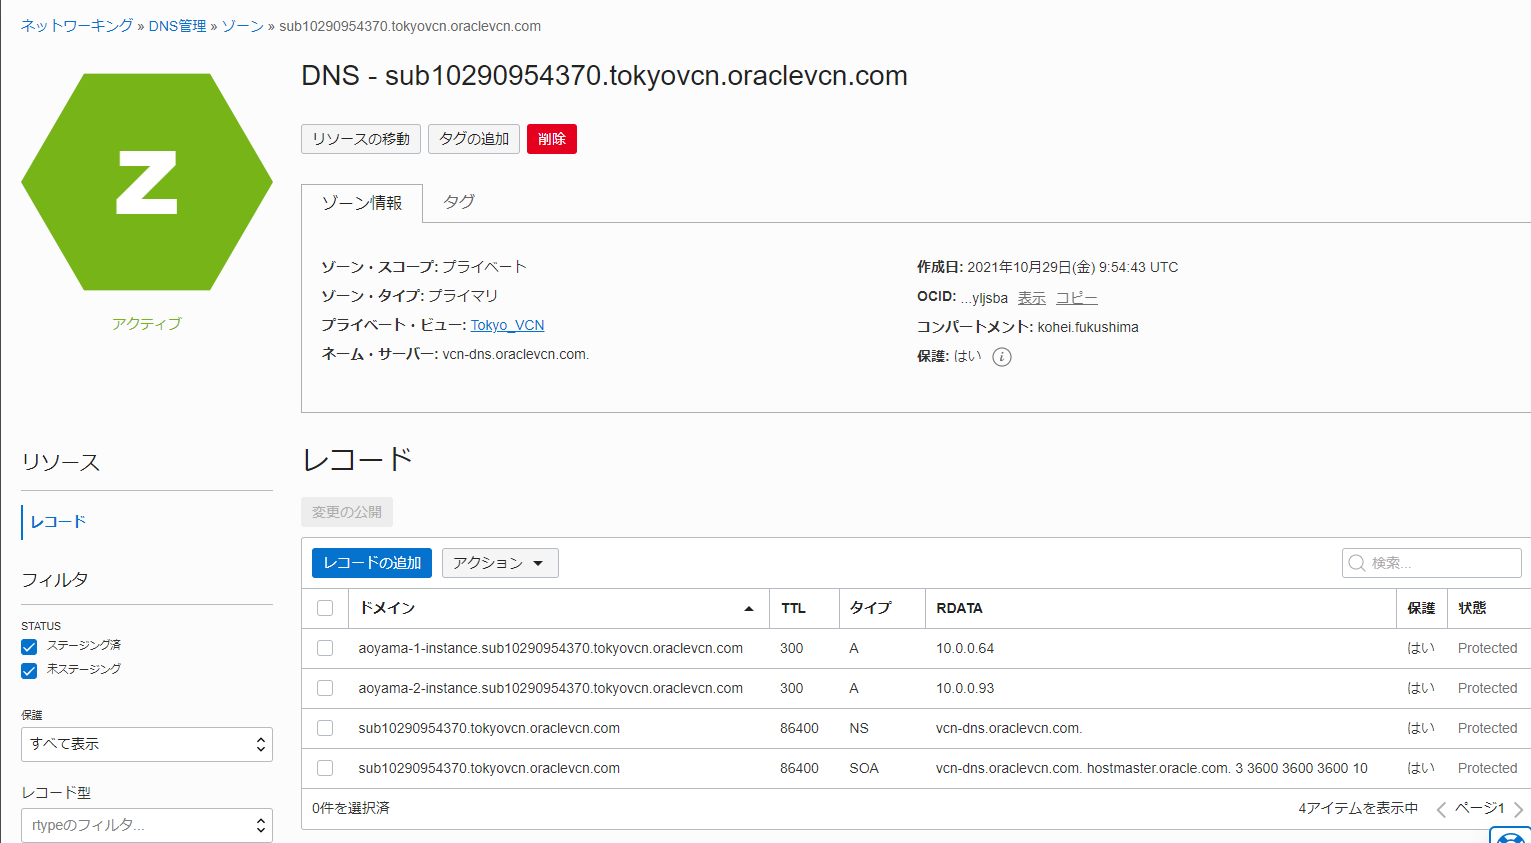 ネットワーキング » DNS管理 » ゾーン » sub10290954370.tokyovcn.oraclevcn.com
Z
アクティブ
DNS - sub10290954370.tokyovcn.oraclevcn.com
リソースの移動 タグの追加 削除
ゾーン情報 タグ
ゾーン・スコープ: プライベート
ゾーン・タイプ: プライマリ
プライベート・ビュー: Tokyo_VCN
ネーム・サーバー: vcn-dns.oraclevcn.com.
作成日: 2021年10月29日(金) 9:54:43 UTC
OCID: ...yljsba 表示 コピー
コンパートメント: kohei.fukushima
保護: はい i
リソース
レコード
フィルタ
STATUS
ステージング済
未ステージング
保護
すべて表示
レコード型
rtypeのフィルタ...
レコード
変更の公開
レコードの追加 アクション 検索...
ドメイン TTL タイプ RDATA 保護 状態
aoyama-1-instance.sub10290954370.tokyovcn.oraclevcn.com 300 A 10.0.0.64 はい Protected
aoyama-2-instance.sub10290954370.tokyovcn.oraclevcn.com 300 A 10.0.0.93 はい Protected
sub10290954370.tokyovcn.oraclevcn.com 86400 NS vcn-dns.oraclevcn.com. はい Protected
sub10290954370.tokyovcn.oraclevcn.com 86400 SOA vcn-dns.oraclevcn.com. hostmaster.oracle.com. 3 3600 3600 3600 10 はい Protected
0件を選択済 4アイテムを表示中 ページ1